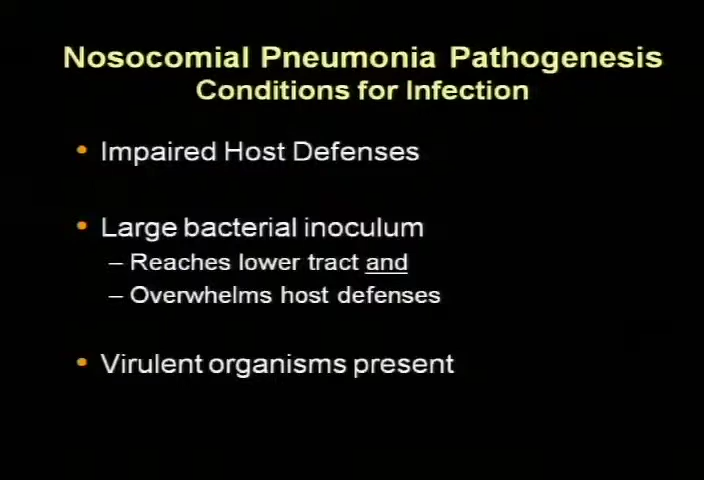 Nosocomial Pneumonia Pathogenesis
Conditions for Infection
• Impaired Host Defenses
• Large bacterial inoculum
– Reaches lower tract and
– Overwhelms host defenses
• Virulent organisms present